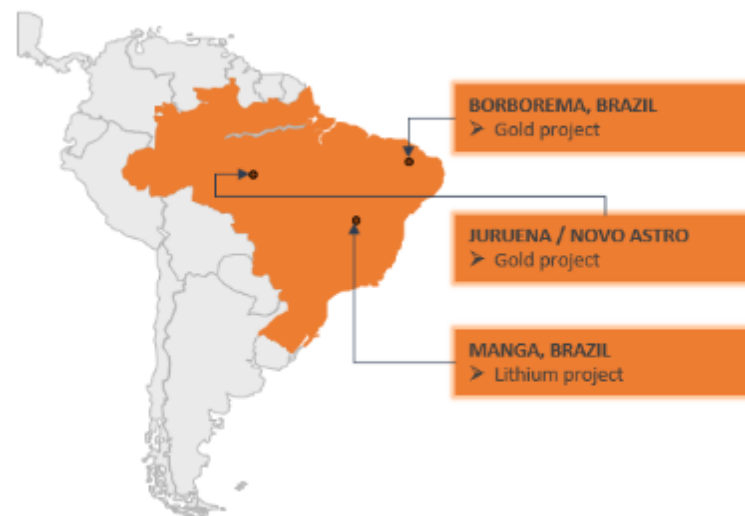 BORBOREMA, BRAZIL
➢ Gold project
JURUENA / NOVO ASTRO
➢ Gold project
MANGA, BRAZIL
➢ Lithium project